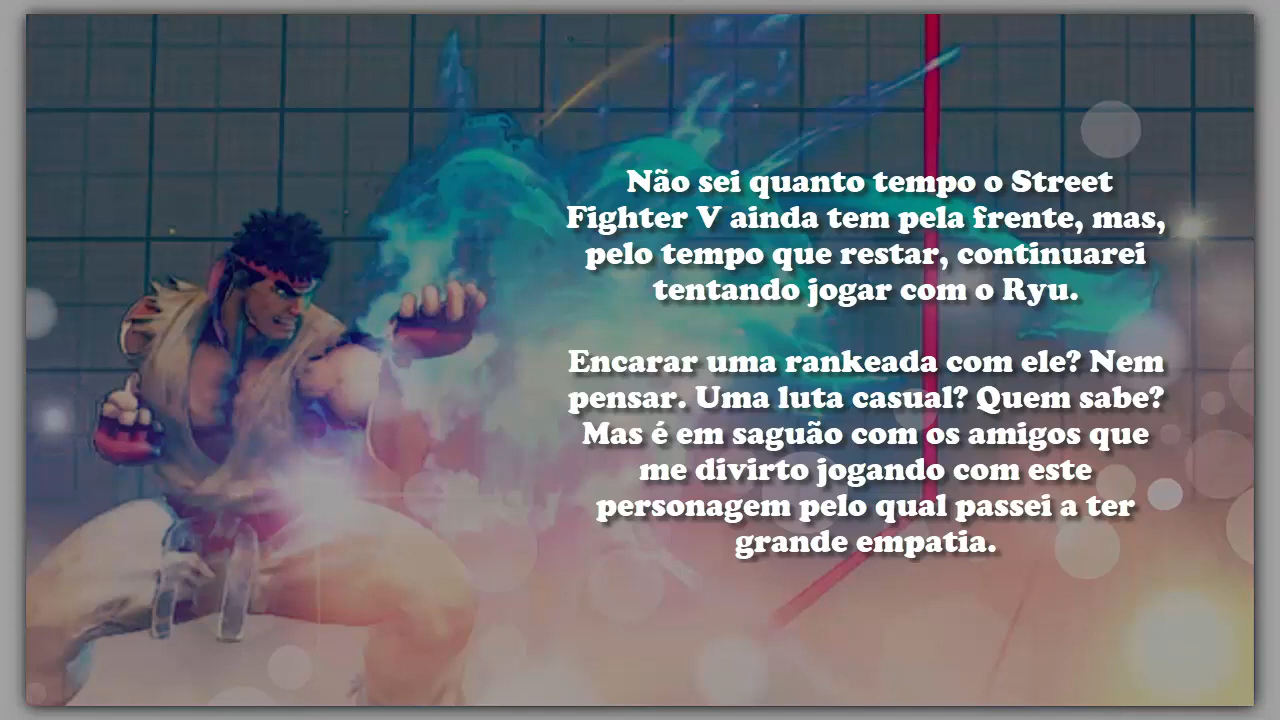 Não sei quanto tempo o Street
Fighter V ainda tem pela frente, mas,
pelo tempo que restar, continuarei
tentando jogar com o Ryu.
Encarar uma rankeada com ele? Nem
pensar. Uma luta casual? Quem sabe?
Mas é em saguão com os amigos que
me divirto jogando com este
personagem pelo qual passei a ter
grande empatia.